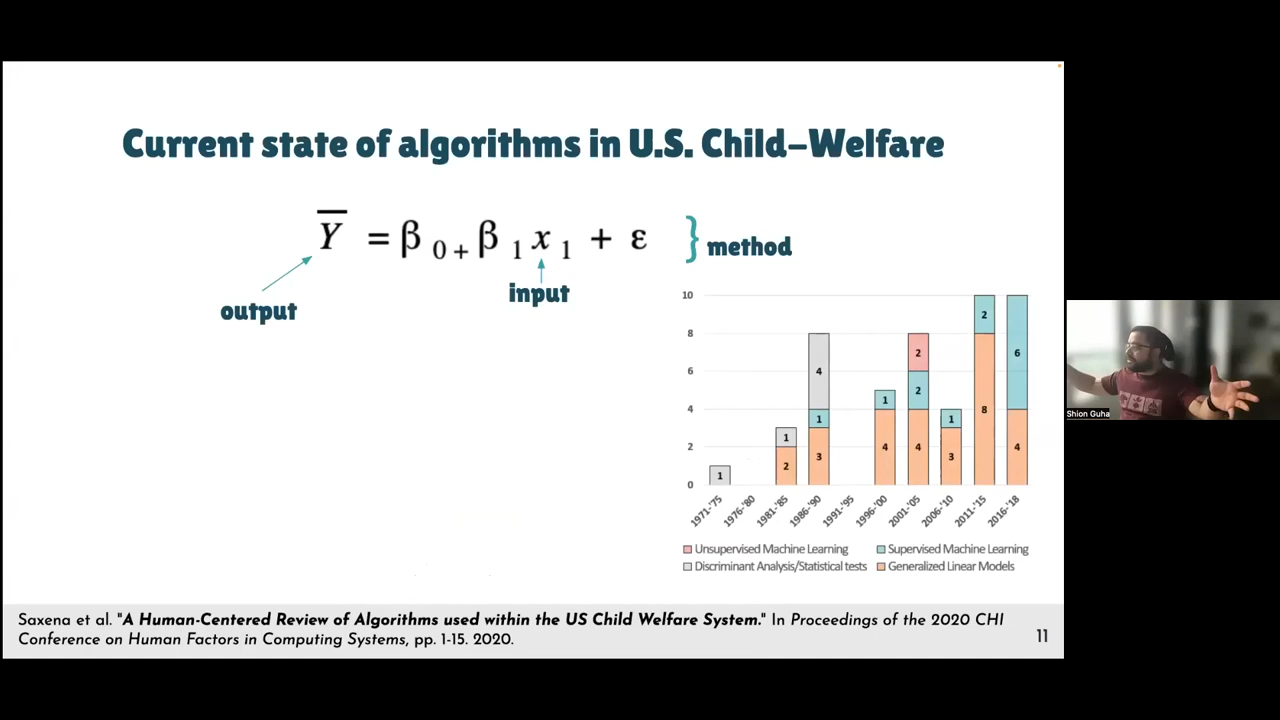 Current state of algorithms in U.S. Child-Welfare
Y = β 0 + β 1 x 1 + ε
} method
output
input
10
8
6
4
2
0
1
1
2
4
1
3
1
4
2
2
4
1
3
2
8
6
4
1971-'75
1976-'80
1981-'85
1986-'90
1991-'95
1996-'00
2001-'05
2006-'10
2011-'15
2016-'18
Unsupervised Machine Learning
Supervised Machine Learning
Discriminant Analysis/Statistical tests
Generalized Linear Models
Saxena et al. "A Human-Centered Review of Algorithms used within the US Child Welfare System." In Proceedings of the 2020 CHI
Conference on Human Factors in Computing Systems, pp. 1-15. 2020.
11
Shion Guha